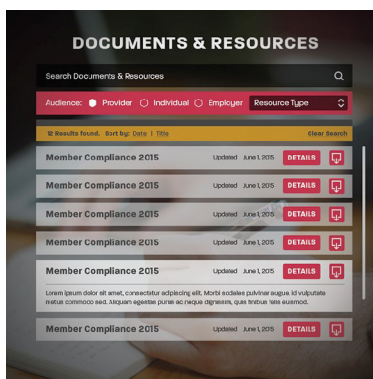 DOCUMENTS & RESOURCES
Search Documents & Resources
Audience: Provider Individual Employer Resource Type
12 Results found. Sort by: Date | Title Clear Search
Member Compliance 2015 Updated June 1, 2015 DETAILS
Member Compliance 2015 Updated June 1, 2015 DETAILS
Member Compliance 2015 Updated June 1, 2015 DETAILS
Member Compliance 2015 Updated June 1, 2015 DETAILS
Member Compliance 2015 Updated June 1, 2015 DETAILS
Lorem ipsum dolor sit amet, consectetur adipiscing elit. Morbi sodales pulvinar augue, id vulputate
metus commodo sed. Aliquam egestas purus ac neque dignissim, quis finibus felis euismod.
Member Compliance 2015 Updated June 1, 2015 DETAILS